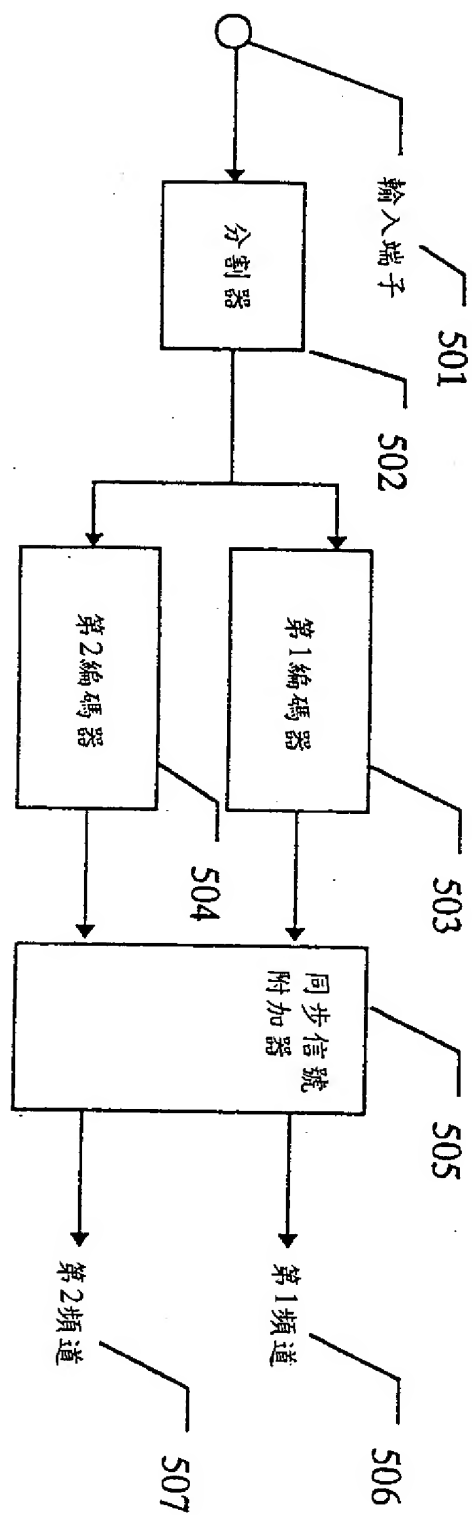 輸入端子
501
分割器
502
第1編碼器
503
第2編碼器
504
同步信號
附加器
505
第1頻道
506
第2頻道
507